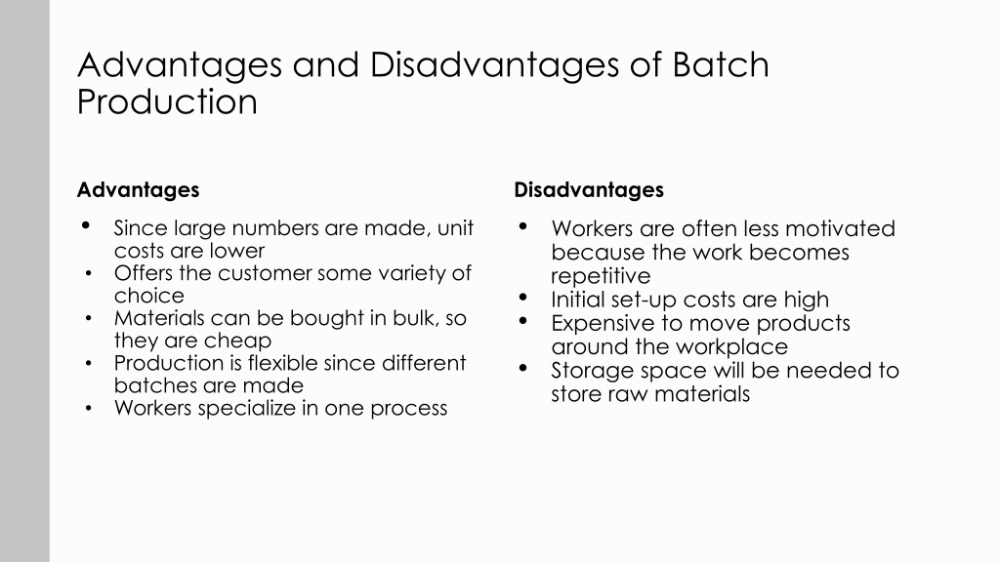 Advantages and Disadvantages of Batch
Production
Advantages
• Since large numbers are made, unit
costs are lower
• Offers the customer some variety of
choice
• Materials can be bought in bulk, so
they are cheap
• Production is flexible since different
batches are made
• Workers specialize in one process
Disadvantages
• Workers are often less motivated
because the work becomes
repetitive
• Initial set-up costs are high
• Expensive to move products
around the workplace
• Storage space will be needed to
store raw materials